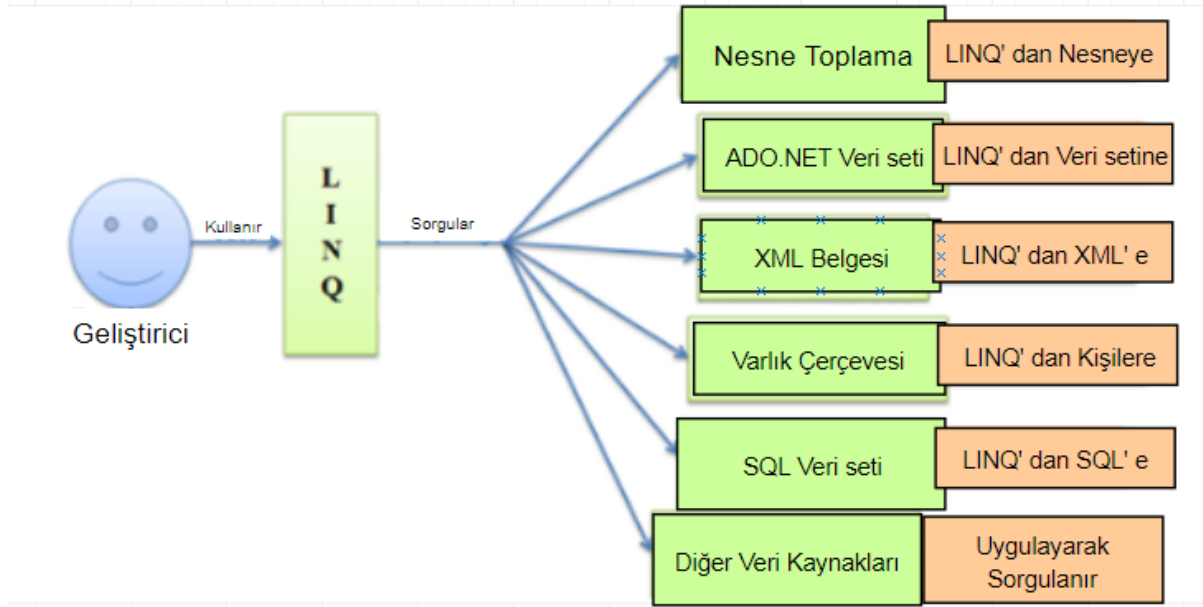 Nesne Toplama
LINQ' dan Nesneye
ADO.NET Veri seti
LINQ' dan Veri setine
L
I
N
Q
Kullanır
Sorgular
XML Belgesi
LINQ' dan XML' e
Geliştirici
Varlık Çerçevesi
LINQ' dan Kişilere
SQL Veri seti
LINQ' dan SQL' e
Diğer Veri Kaynakları
Uygulayarak
Sorgulanır